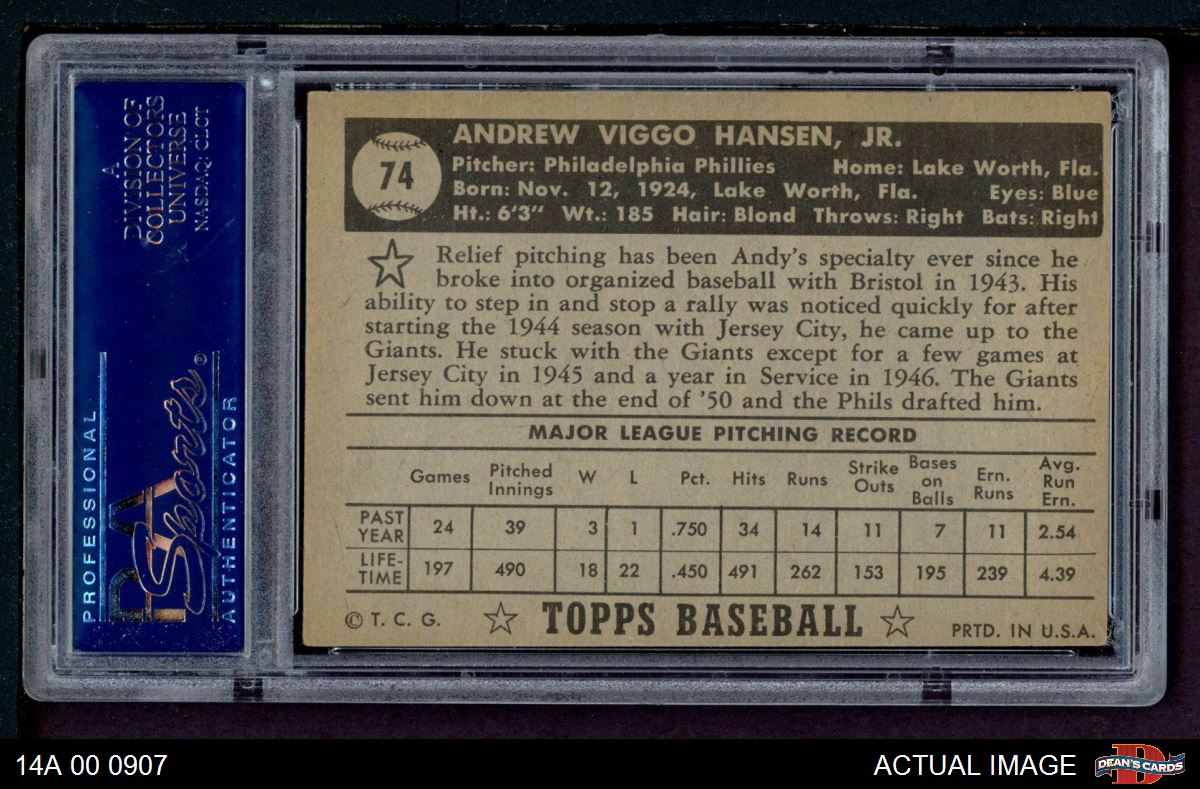 A
DIVISION OF
COLLECTORS
UNIVERSE
NASDAQ: CLCT
PROFESSIONAL
PSA
Sports®
AUTHENTICATOR
74
ANDREW VIGGO HANSEN, JR.
Pitcher: Philadelphia Phillies Home: Lake Worth, Fla.
Born: Nov. 12, 1924, Lake Worth, Fla. Eyes: Blue
Ht.: 6'3" Wt.: 185 Hair: Blond Throws: Right Bats: Right
Relief pitching has been Andy's specialty ever since he
broke into organized baseball with Bristol in 1943. His
ability to step in and stop a rally was noticed quickly for after
starting the 1944 season with Jersey City, he came up to the
Giants. He stuck with the Giants except for a few games at
Jersey City in 1945 and a year in Service in 1946. The Giants
sent him down at the end of '50 and the Phils drafted him.
MAJOR LEAGUE PITCHING RECORD
Games Pitched Innings W L Pct. Hits Runs Strike Outs Bases on Balls Ern. Runs Avg. Run Ern.
PAST YEAR 24 39 3 1 .750 34 14 11 7 11 2.54
LIFE-TIME 197 490 18 22 .450 491 262 153 195 239 4.39
© T. C. G. TOPPS BASEBALL PRTD. IN U.S.A.
14A 00 0907 ACTUAL IMAGE
DEAN'S CARDS